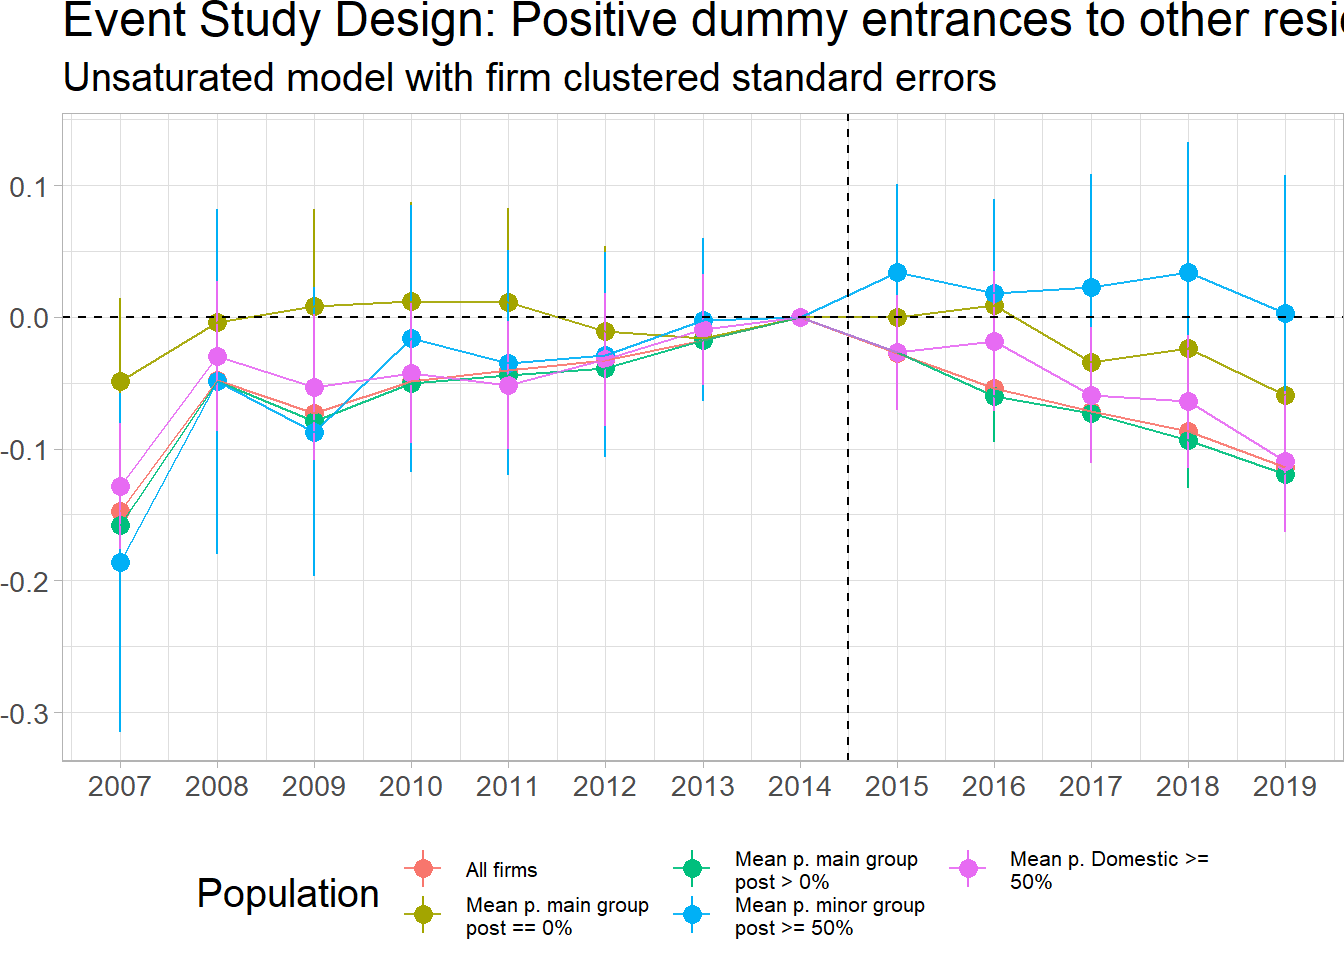 Event Study Design: Positive dummy entrances to other
Unsaturated model with firm clustered standard errors
0.1
0.0
-0.1
-0.2
-0.3
2007 2008 2009 2010 2011 2012 2013 2014 2015 2016 2017 2018 2019
Population
All firms
Mean p. main group
post == 0%
Mean p. main group
post > 0%
Mean p. minor group
post >= 50%
Mean p. Domestic >=
50%